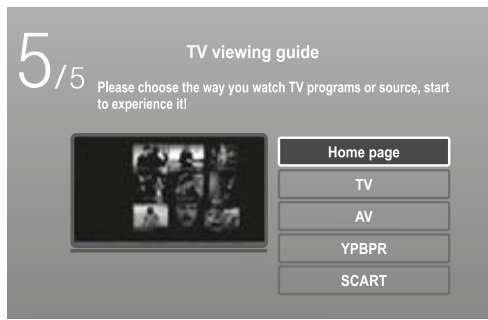 5/5
TV viewing guide
Please choose the way you watch TV programs or source, start
to experience it!
Home page
TV
AV
YPBPR
SCART